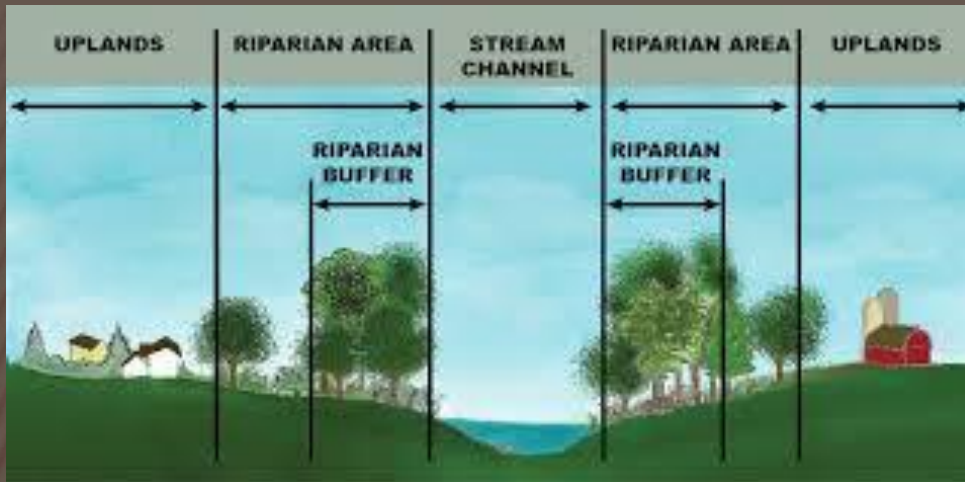 UPLANDS
RIPARIAN AREA
STREAM
CHANNEL
RIPARIAN AREA
UPLANDS
RIPARIAN
BUFFER
RIPARIAN
BUFFER